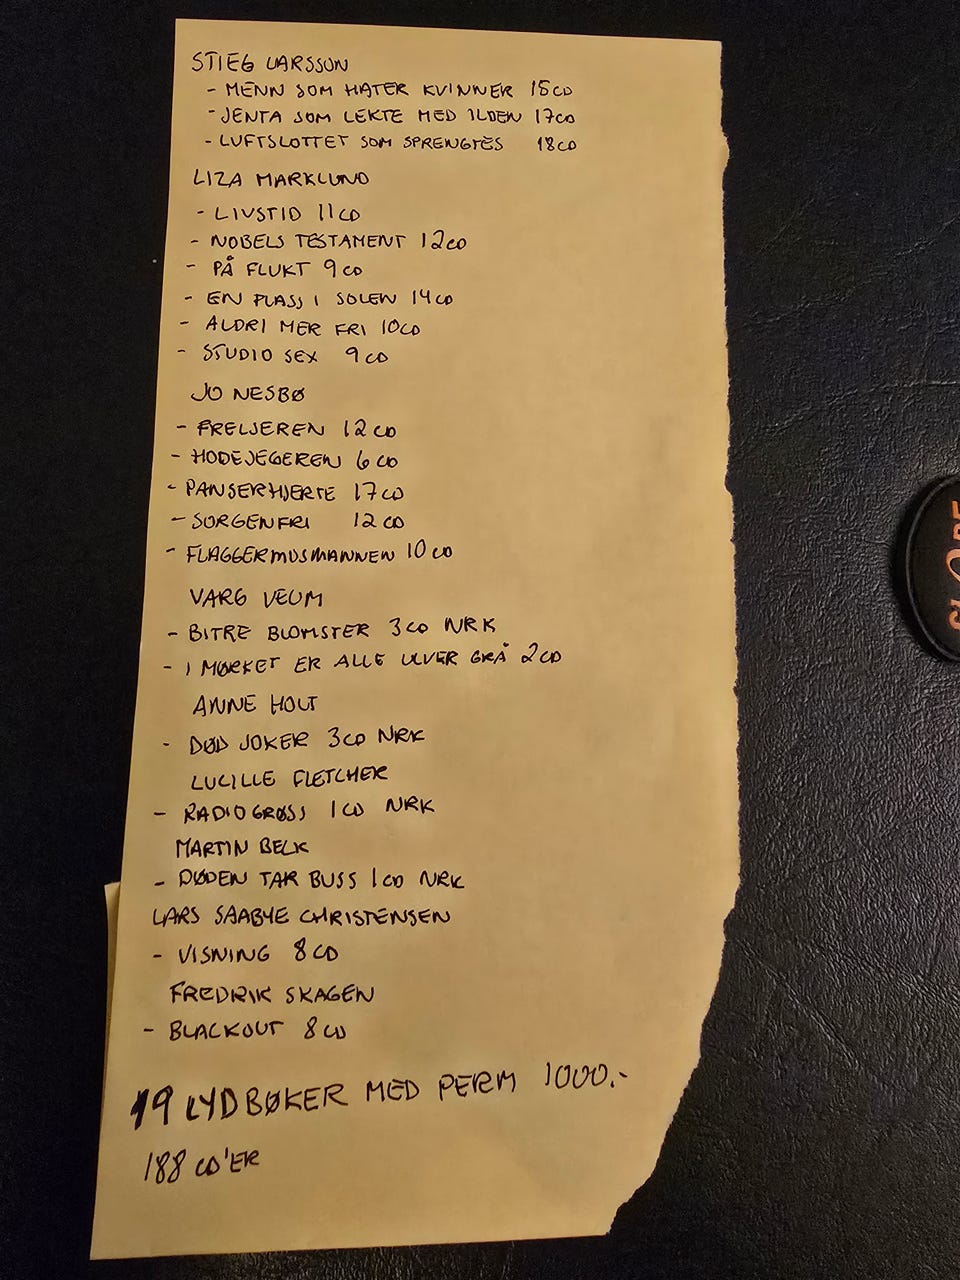 STIEG LARSSON
- MENN SOM HATER KVINNER 15CD
- JENTA SOM LEKTE MED ILDEN 17CD
- LUFTSLOTTET SOM SPRENGTES 18CD
LIZA MARKLUND
- LIVSTID 11CD
- NOBELS TESTAMENT 12CD
- PÅ FLUKT 9CD
- EN PLASS I SOLEN 14CD
- ALDRI MER FRI 10CD
- STUDIO SEX 9CD
JO NESBØ
- FRELSEREN 12CD
- HODEJEGEREN 6CD
- PANSERHJERTE 17CD
- SORGENFRI 12CD
- FLAGGERMUSMANNEN 10CD
VARG VEUM
- BITRE BLOMSTER 3CD NRK
- I MØRKET ER ALLE ULVER GRÅ 2CD
ANNE HOLT
- DØD JOKER 3CD NRK
LUCILLE FLETCHER
- RADIOGRØSS 1CD NRK
MARTIN BELK
- DØDEN TAR BUSS 1CD NRK
LARS SAABYE CHRISTENSEN
- VISNING 8CD
FREDRIK SKAGEN
- BLACKOUT 8CD
19 LYDBØKER MED PERM 1000.-
188 CD'ER